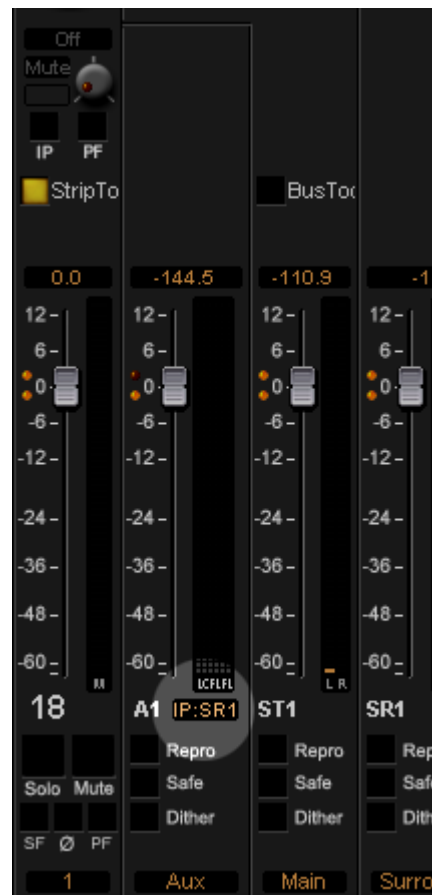 Off
Mute
IP PF
StripTo BusToo
0.0 -144.5 -110.9 -1
12 12 12 12
6 6 6 6
0 0 0 0
-6 -6 -6 -6
-12 -12 -12 -12
-24 -24 -24 -24
-36 -36 -36 -36
-48 -48 -48 -48
-60 -60 -60 -60
M LCFLFL L R
18 A1 IP:SR1 ST1 SR1
Repro Repro Rep
Solo Mute Safe Safe Safe
SF Ø PF Dither Dither Dith
1 Aux Main Surro